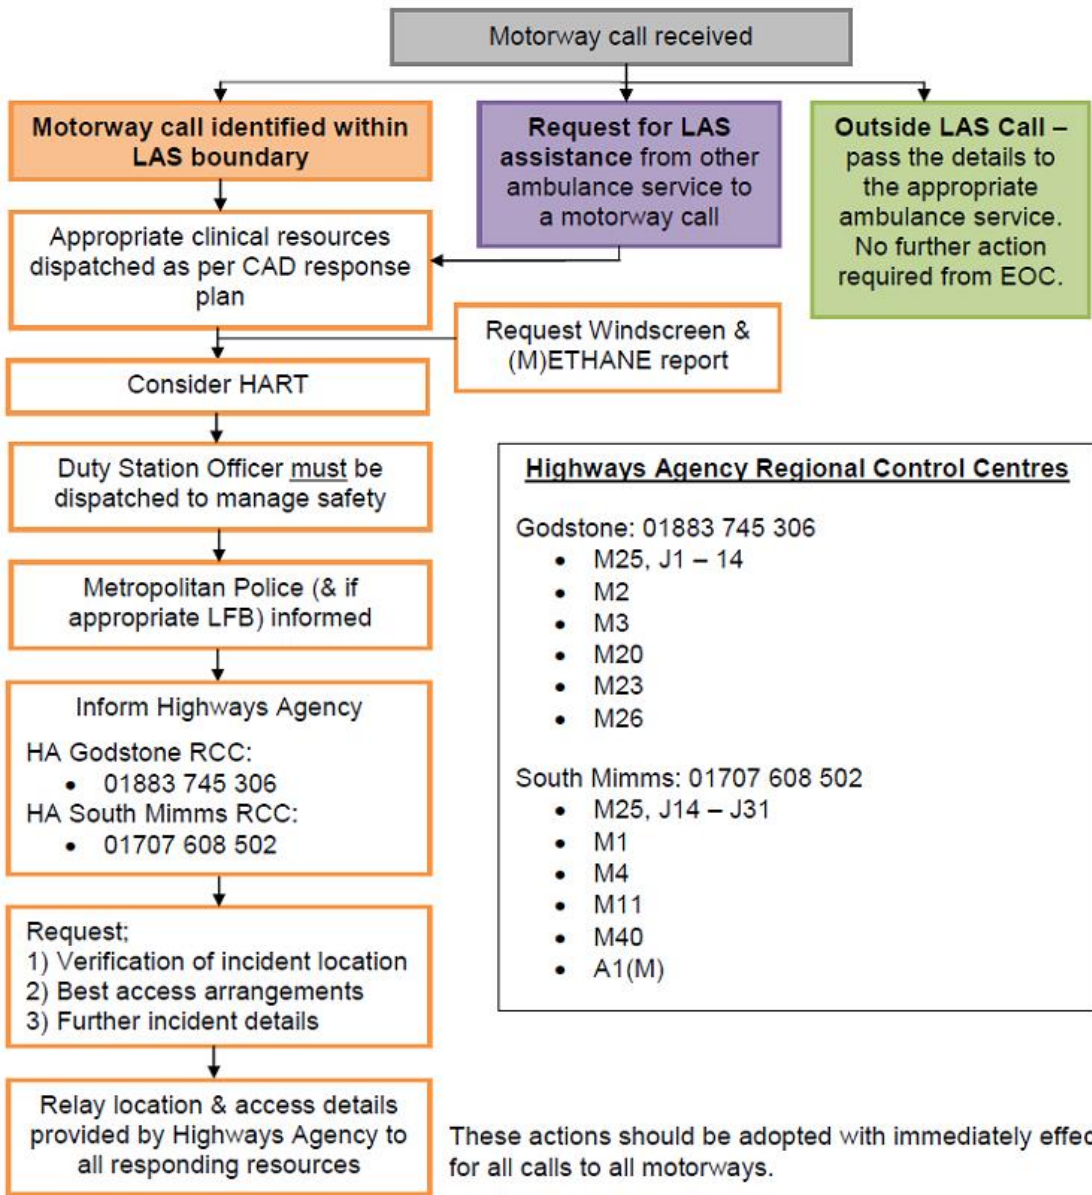 Motorway call received
Motorway call identified within
LAS boundary
Request for LAS
assistance from other
ambulance service to
a motorway call
Outside LAS Call –
pass the details to
the appropriate
ambulance service.
No further action
required from EOC.
Appropriate clinical resources
dispatched as per CAD response
plan
Request Windscreen &
(M)ETHANE report
Consider HART
Duty Station Officer must be
dispatched to manage safety
Metropolitan Police (& if
appropriate LFB) informed
Inform Highways Agency
HA Godstone RCC:
• 01883 745 306
HA South Mimms RCC:
• 01707 608 502
Request;
1) Verification of incident location
2) Best access arrangements
3) Further incident details
Relay location & access details
provided by Highways Agency to
all responding resources
Highways Agency Regional Control Centres
Godstone: 01883 745 306
• M25, J1 – 14
• M2
• M3
• M20
• M23
• M26
South Mimms: 01707 608 502
• M25, J14 – J31
• M1
• M4
• M11
• M40
• A1(M)
These actions should be adopted with immediately effec
for all calls to all motorways.